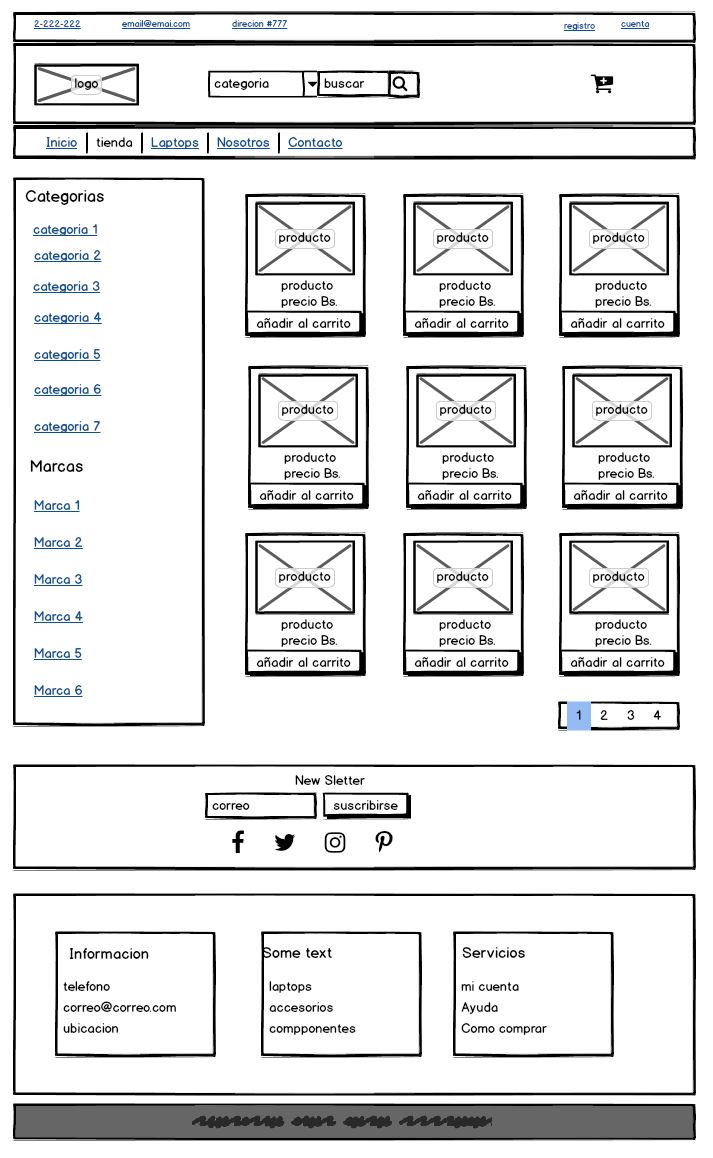 2-222-222 email@emai.com direcion #777 registro cuenta
logo categoria buscar
Inicio tienda Laptops Nosotros Contacto
Categorias
categoria 1
categoria 2
categoria 3
categoria 4
categoria 5
categoria 6
categoria 7
Marcas
Marca 1
Marca 2
Marca 3
Marca 4
Marca 5
Marca 6
producto producto producto
producto producto producto
precio Bs. precio Bs. precio Bs.
añadir al carrito añadir al carrito añadir al carrito
producto producto producto
producto producto producto
precio Bs. precio Bs. precio Bs.
añadir al carrito añadir al carrito añadir al carrito
producto producto producto
producto producto producto
precio Bs. precio Bs. precio Bs.
añadir al carrito añadir al carrito añadir al carrito
1 2 3 4
New Sletter
correo suscribirse
Informacion
telefono
correo@correo.com
ubicacion
Some text
laptops
accesorios
compponentes
Servicios
mi cuenta
Ayuda
Como comprar